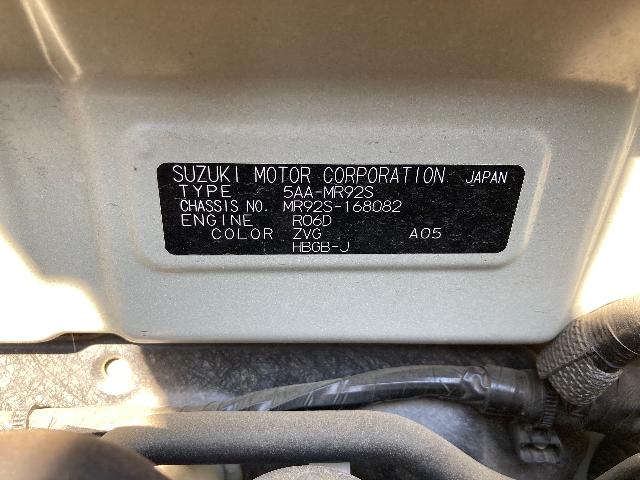 SUZUKI MOTOR CORPORATION JAPAN
TYPE 5AA-MR92S
CHASSIS NO. MR92S-168082
ENGINE R06D
COLOR ZVG A05
HBGB-J